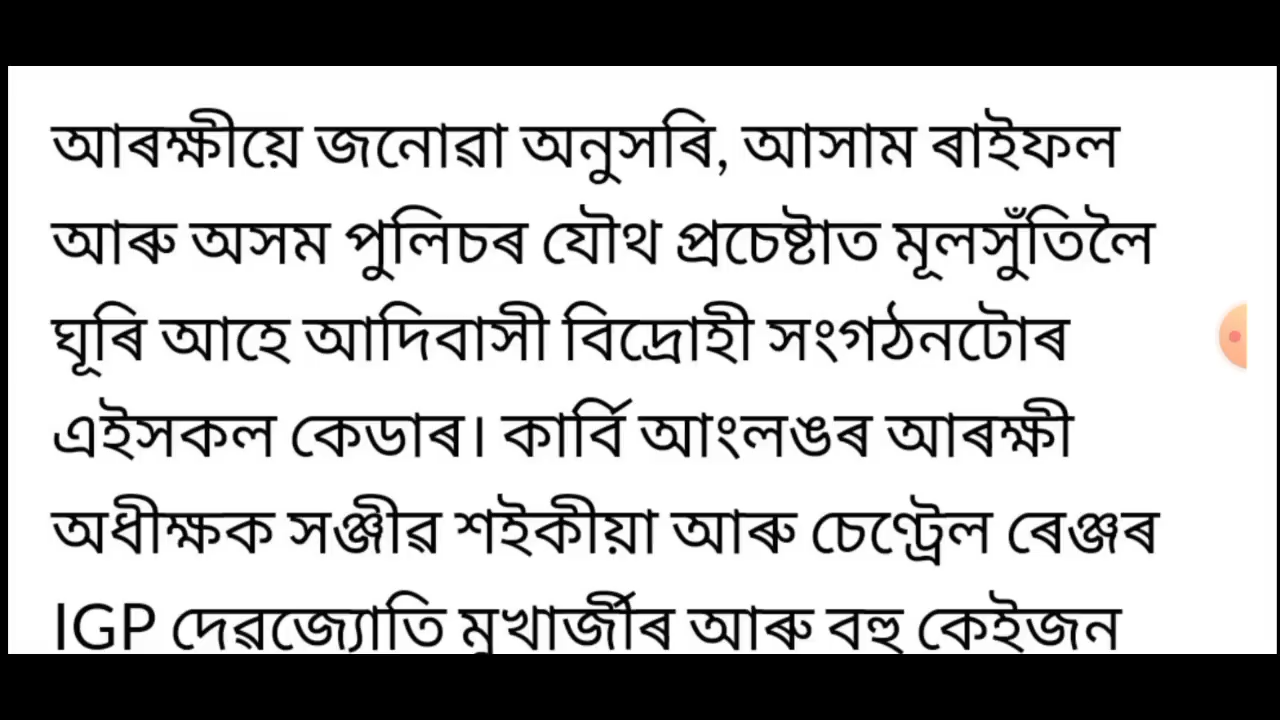 আৰক্ষীয়ে জনোৱা অনুসৰি, আসাম ৰাইফল
আৰু অসম পুলিচৰ যৌথ প্ৰচেষ্টাত মূলসুঁতিলৈ
ঘূৰি আহে আদিবাসী বিদ্ৰোহী সংগঠনটোৰ
এইসকল কেডাৰ। কাৰ্বি আংলঙৰ আৰক্ষী
অধীক্ষক সঞ্জীৱ শইকীয়া আৰু চেণ্ট্ৰেল ৰেঞ্জৰ
IGP দেৱজ্যোতি মুখাৰ্জীৰ আৰু বহু কেইজন